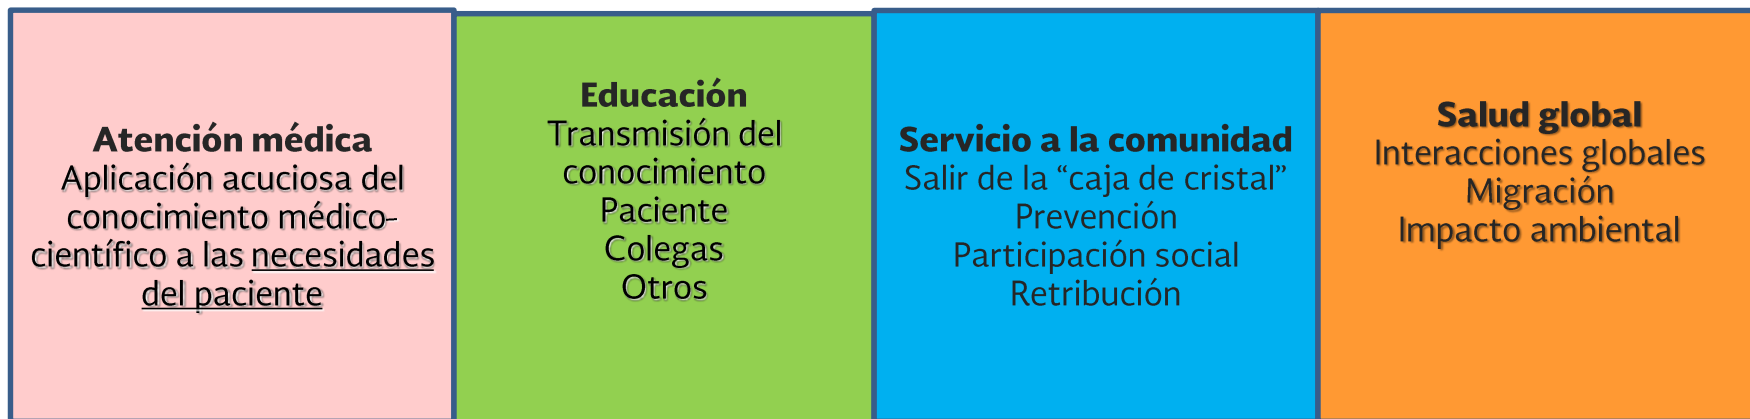 Atención médica
Aplicación acuciosa del
conocimiento médico-
científico a las necesidades
del paciente
Educación
Transmisión del
conocimiento
Paciente
Colegas
Otros
Servicio a la comunidad
Salir de la “caja de cristal”
Prevención
Participación social
Retribución
Salud global
Interacciones globales
Migración
Impacto ambiental